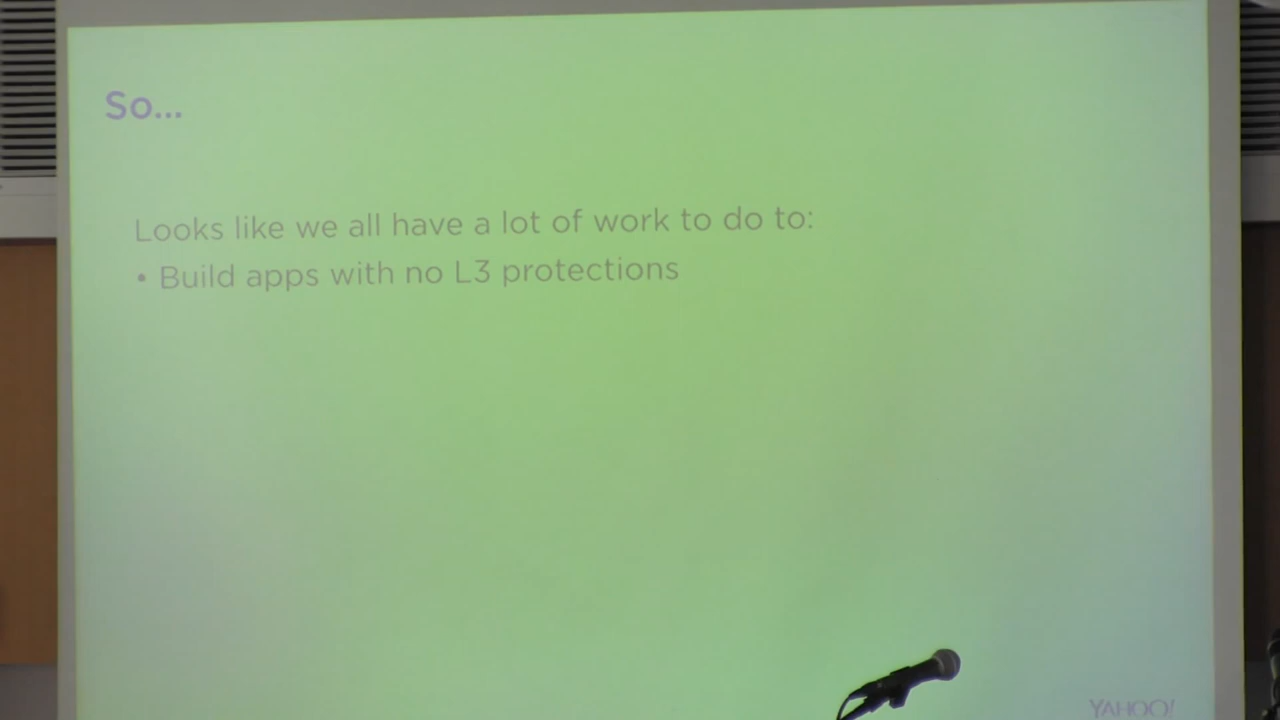 So...
Looks like we all have a lot of work to do to:
• Build apps with no L3 protections
YAHOO!